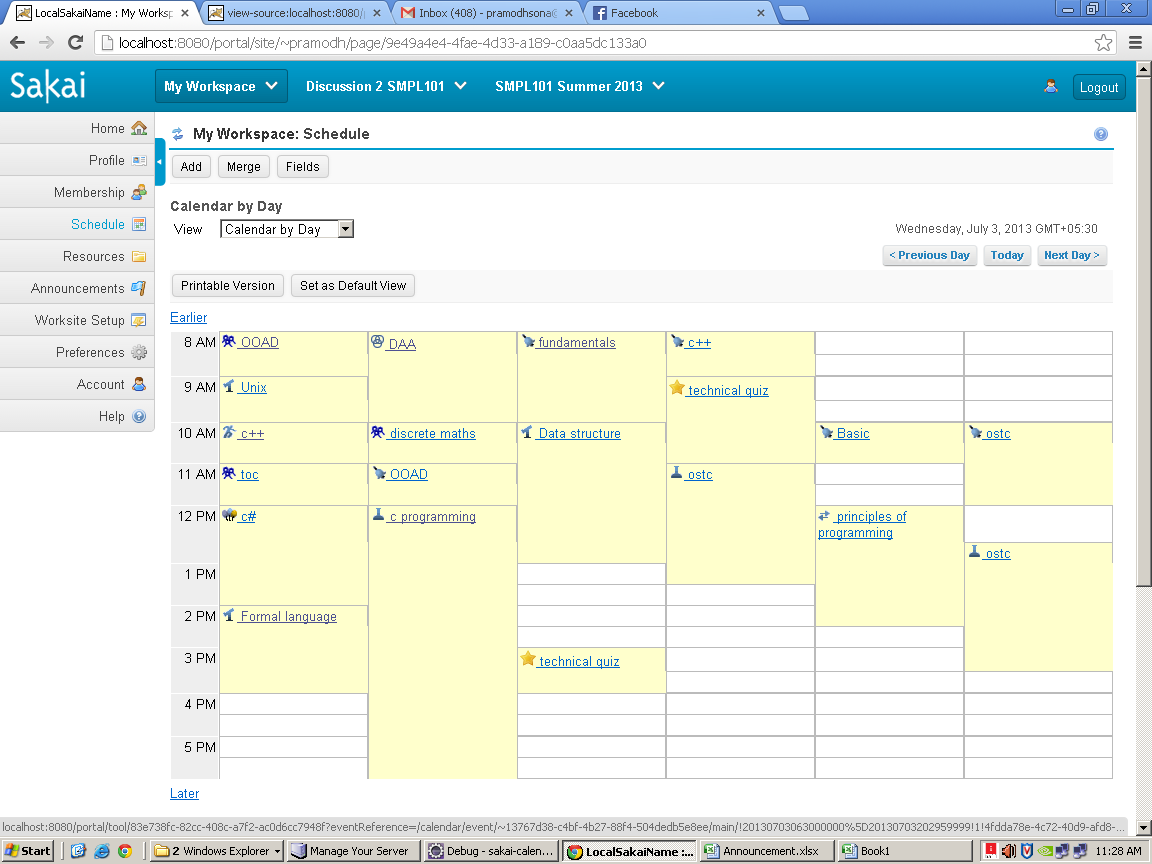 LocalSakaiName : My Works
view-source:localhost:8080/
Inbox (408) - pramodhsona@
Facebook
localhost:8080/portal/site/~pramodh/page/9e49a4e4-4fae-4d33-a189-c0aa5dc133a0
Sakai
My Workspace
Discussion 2 SMPL101
SMPL101 Summer 2013
Logout
Home
Profile
Membership
Schedule
Resources
Announcements
Worksite Setup
Preferences
Account
Help
My Workspace: Schedule
Add
Merge
Fields
Calendar by Day
View
Calendar by Day
Wednesday, July 3, 2013 GMT+05:30
< Previous Day
Today
Next Day >
Printable Version
Set as Default View
Earlier
8 AM OOAD DAA fundamentals c++
9 AM Unix technical quiz
10 AM c++ discrete maths Data structure Basic ostc
11 AM toc OOAD ostc
12 PM c# c programming principles of
programming
ostc
1 PM
2 PM Formal language
3 PM technical quiz
4 PM
5 PM
Later
localhost:8080/portal/tool/83e738fc-82cc-408c-a7f2-ac0d6cc7948f?eventReference=/calendar/event/~13767d38-c4bf-4b27-88f4-504dedb5e8ee/main/!20130703063000000%5D20130703202959999!1!4fdda78e-4c72-40d9-afd8-...
Start
2 Windows Explorer
Manage Your Server
Debug - sakai-calen...
LocalSakaiName :...
Announcement.xlsx
Book1
11:28 AM